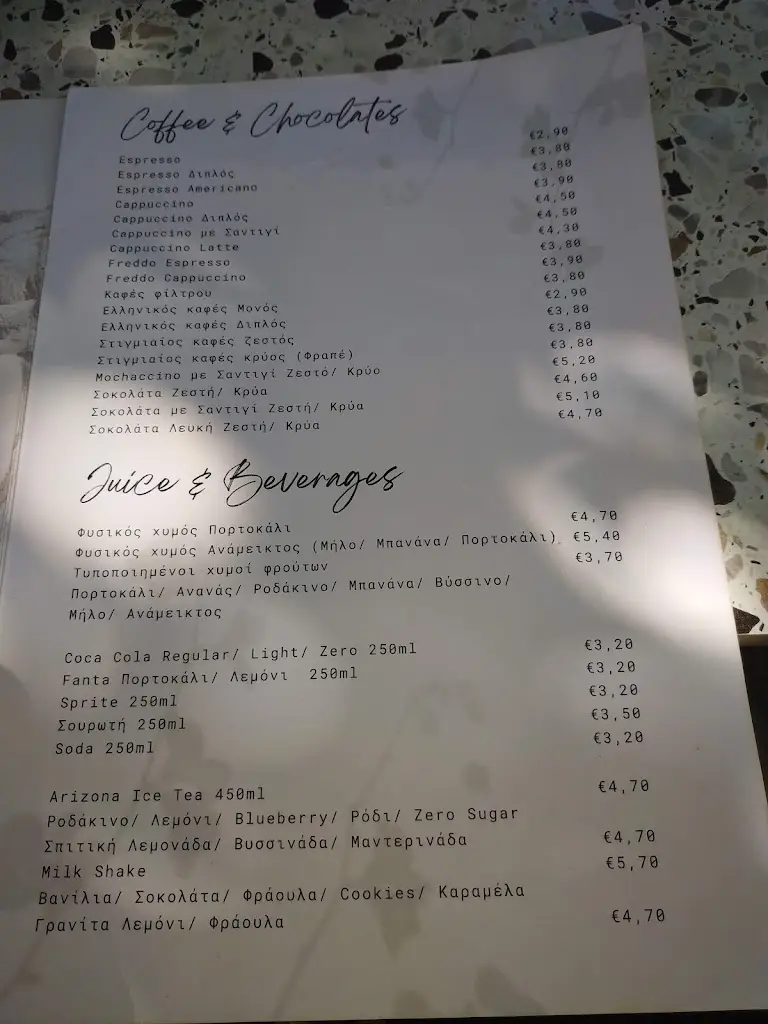 Coffee & Chocolates
Espresso €2,90
Espresso Διπλός €3,80
Espresso Americano €3,80
Cappuccino €3,90
Cappuccino Διπλός €4,50
Cappuccino με Σαντιγί €4,50
Cappuccino Latte €4,30
Freddo Espresso €3,80
Freddo Cappuccino €3,90
Καφές φίλτρου €3,80
Ελληνικός καφές Μονός €2,90
Ελληνικός καφές Διπλός €3,80
Στιγμιαίος καφές ζεστός €3,80
Στιγμιαίος καφές κρύος (Φραπέ) €3,80
Mochaccino με Σαντιγί Ζεστό/ Κρύο €5,20
Σοκολάτα Ζεστή/ Κρύα €4,60
Σοκολάτα με Σαντιγί Ζεστή/ Κρύα €5,10
Σοκολάτα Λευκή Ζεστή/ Κρύα €4,70
Juice & Beverages
Φυσικός χυμός Πορτοκάλι €4,70
Φυσικός χυμός Ανάμεικτος (Μήλο/ Μπανάνα/ Πορτοκάλι) €5,40
Τυποποιημένοι χυμοί φρούτων €3,70
Πορτοκάλι/ Ανανάς/ Ροδάκινο/ Μπανάνα/ Βύσσινο/
Μήλο/ Ανάμεικτος
Coca Cola Regular/ Light/ Zero 250ml €3,20
Fanta Πορτοκάλι/ Λεμόνι 250ml €3,20
Sprite 250ml €3,20
Σουρωτή 250ml €3,50
Soda 250ml €3,20
Arizona Ice Tea 450ml €4,70
Ροδάκινο/ Λεμόνι/ Blueberry/ Ρόδι/ Zero Sugar
Σπιτική Λεμονάδα/ Βυσσινάδα/ Μαντερινάδα €4,70
Milk Shake €5,70
Βανίλια/ Σοκολάτα/ Φράουλα/ Cookies/ Καραμέλα
Γρανίτα Λεμόνι/ Φράουλα €4,70